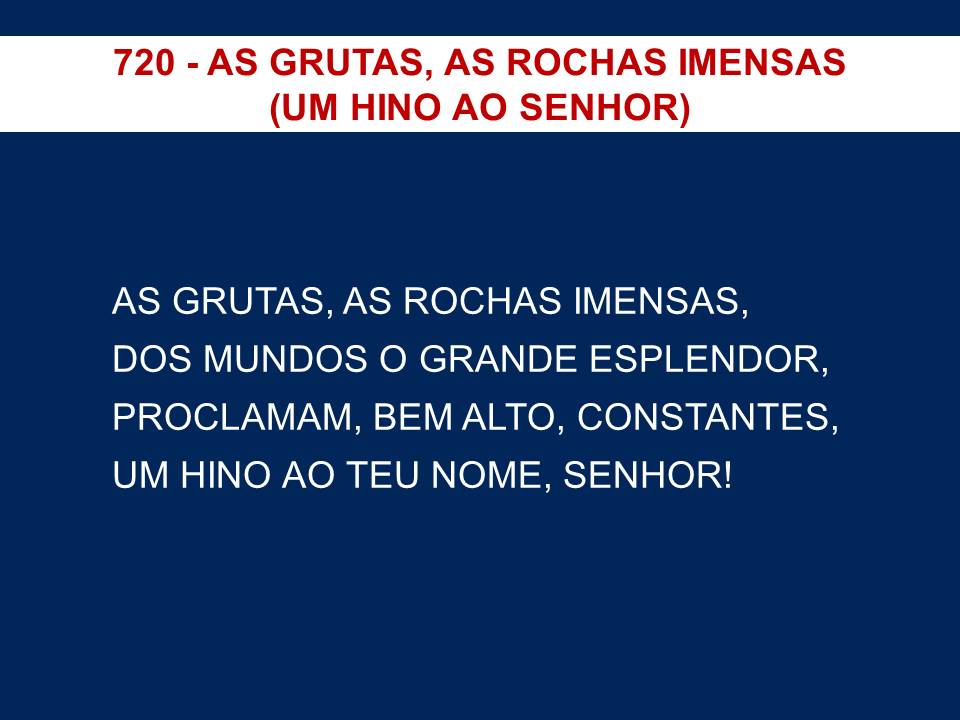 720 - AS GRUTAS, AS ROCHAS IMENSAS
(UM HINO AO SENHOR)
AS GRUTAS, AS ROCHAS IMENSAS,
DOS MUNDOS O GRANDE ESPLENDOR,
PROCLAMAM, BEM ALTO, CONSTANTES,
UM HINO AO TEU NOME, SENHOR!